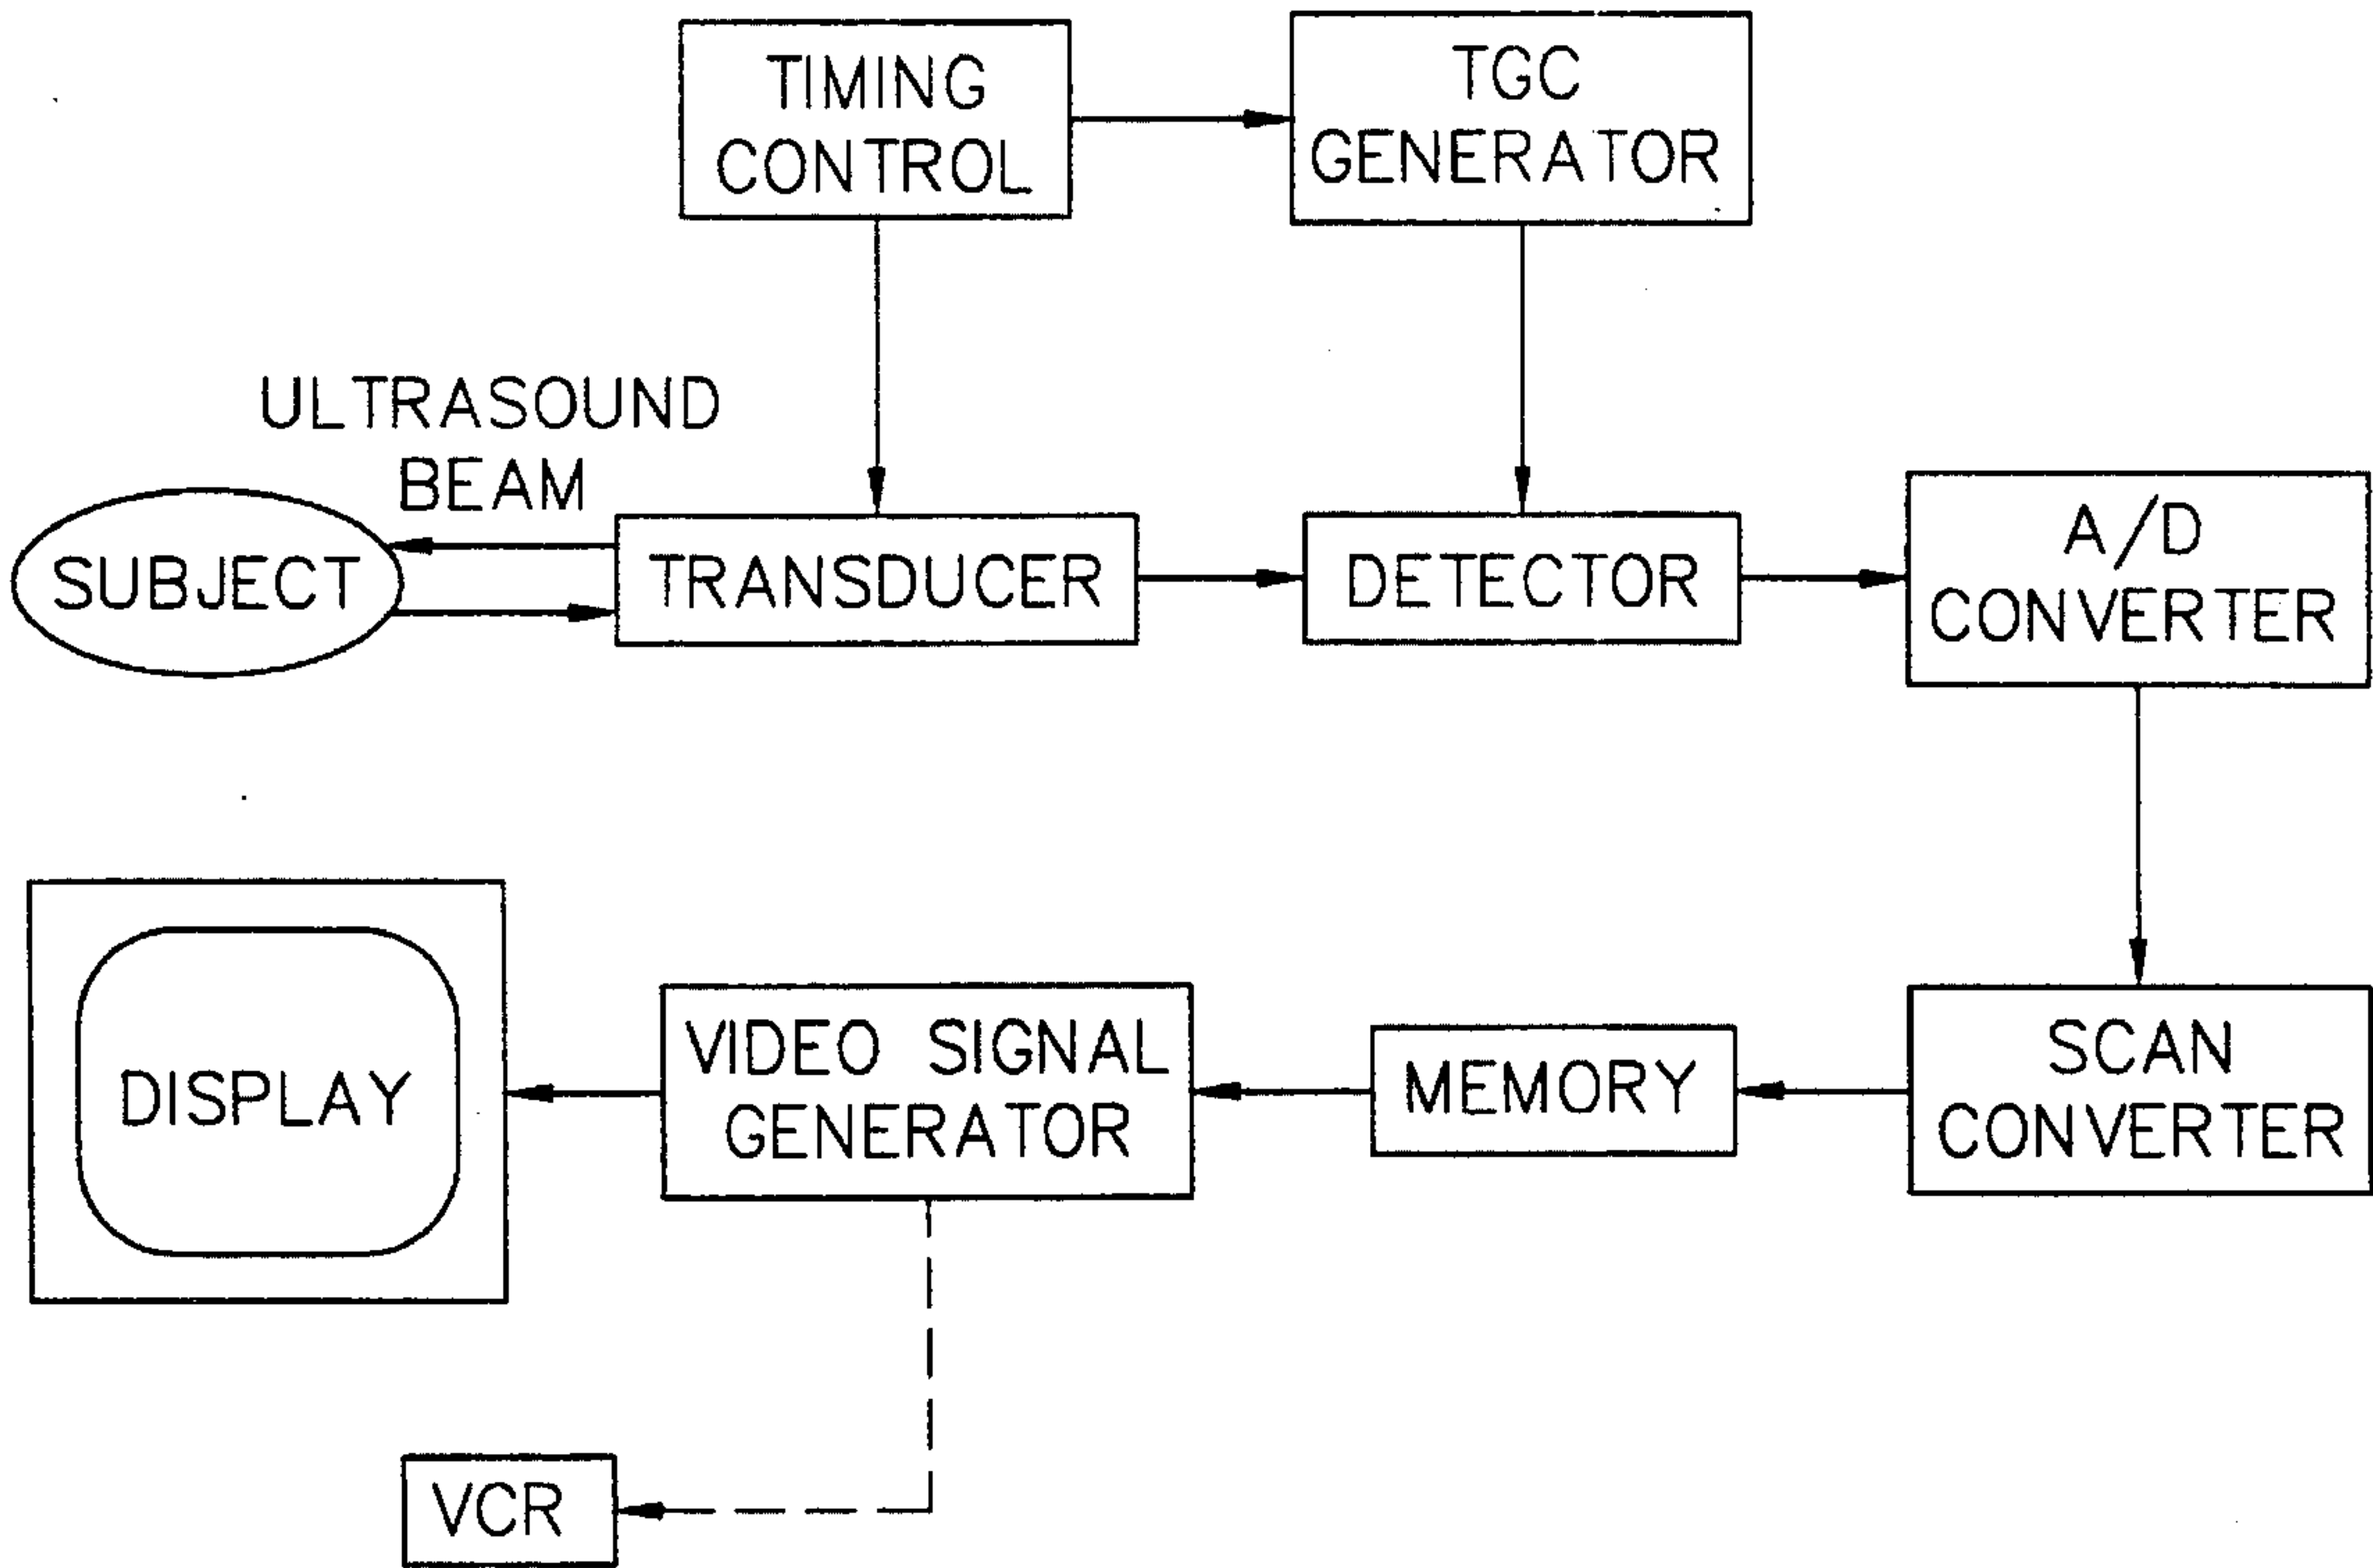 TIMING
CONTROL
TGC
GENERATOR
ULTRASOUND
BEAM
SUBJECT
TRANSDUCER
DETECTOR
A/D
CONVERTER
DISPLAY
VIDEO SIGNAL
GENERATOR
MEMORY
SCAN
CONVERTER
VCR